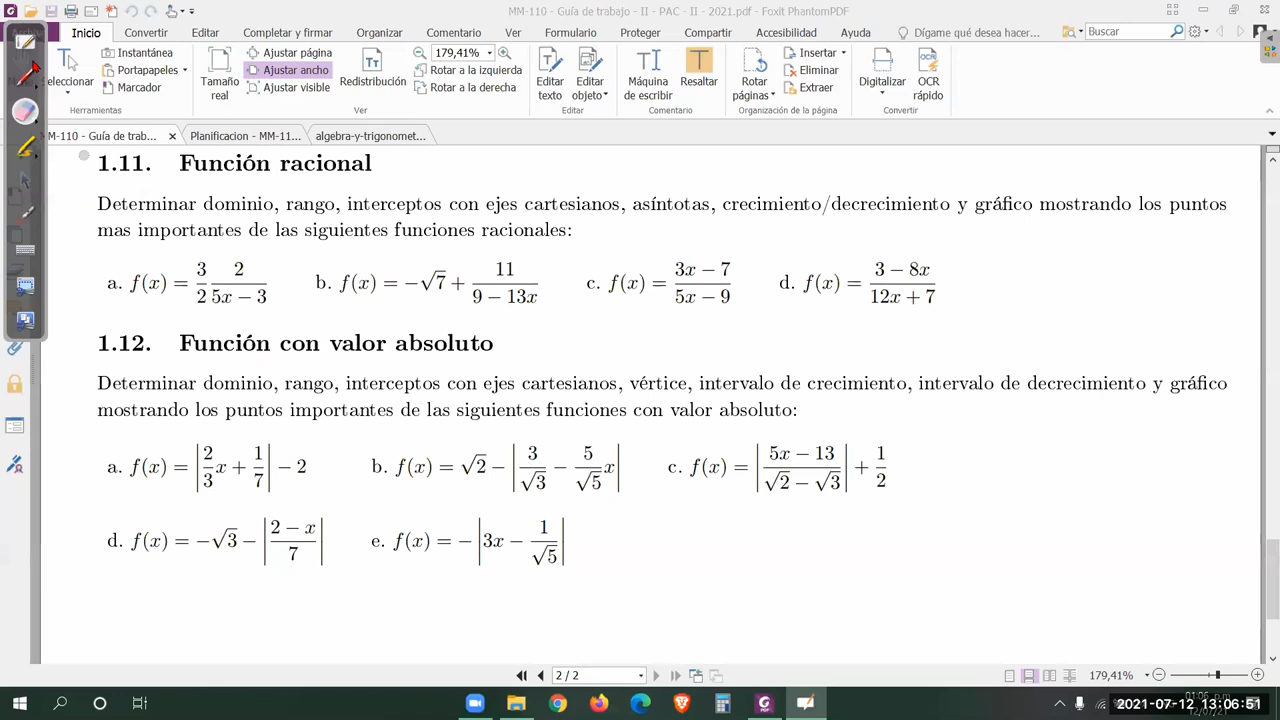 MM-110 - Guía de trabajo - II - PAC - II - 2021.pdf - Foxit PhantomPDF
Archivo Inicio Convertir Editar Completar y firmar Organizar Comentario Ver Formulario Proteger Compartir Accesibilidad Ayuda Dígame qué desea hacer... Buscar
Seleccionar
Instantánea
Portapapeles
Marcador
Herramientas
Tamaño real
Ajustar página
Ajustar ancho
Ajustar visible
Redistribución
179,41%
Rotar a la izquierda
Rotar a la derecha
Ver
Editar texto
Editar objeto
Editar
Máquina de escribir
Resaltar
Comentario
Rotar páginas
Insertar
Eliminar
Extraer
Organización de la página
Digitalizar
OCR rápido
Convertir
MM-110 - Guía de trab... Planificacion - MM-11... algebra-y-trigonomet...
1.11. Función racional
Determinar dominio, rango, interceptos con ejes cartesianos, asíntotas, crecimiento/decrecimiento y gráfico mostrando los puntos
mas importantes de las siguientes funciones racionales:
a. f(x) = 3/2 2/(5x − 3) b. f(x) = −√7 + 11/(9 − 13x) c. f(x) = (3x − 7)/(5x − 9) d. f(x) = (3 − 8x)/(12x + 7)
1.12. Función con valor absoluto
Determinar dominio, rango, interceptos con ejes cartesianos, vértice, intervalo de crecimiento, intervalo de decrecimiento y gráfico
mostrando los puntos importantes de las siguientes funciones con valor absoluto:
a. f(x) = |2/3 x + 1/7| − 2 b. f(x) = √2 − |3/√3 − 5/√5 x| c. f(x) = |(5x − 13)/(√2 − √3)| + 1/2
d. f(x) = −√3 − |(2 − x)/7| e. f(x) = −|3x − 1/√5|
2 / 2
179,41%
2021-07-12 13:06:51